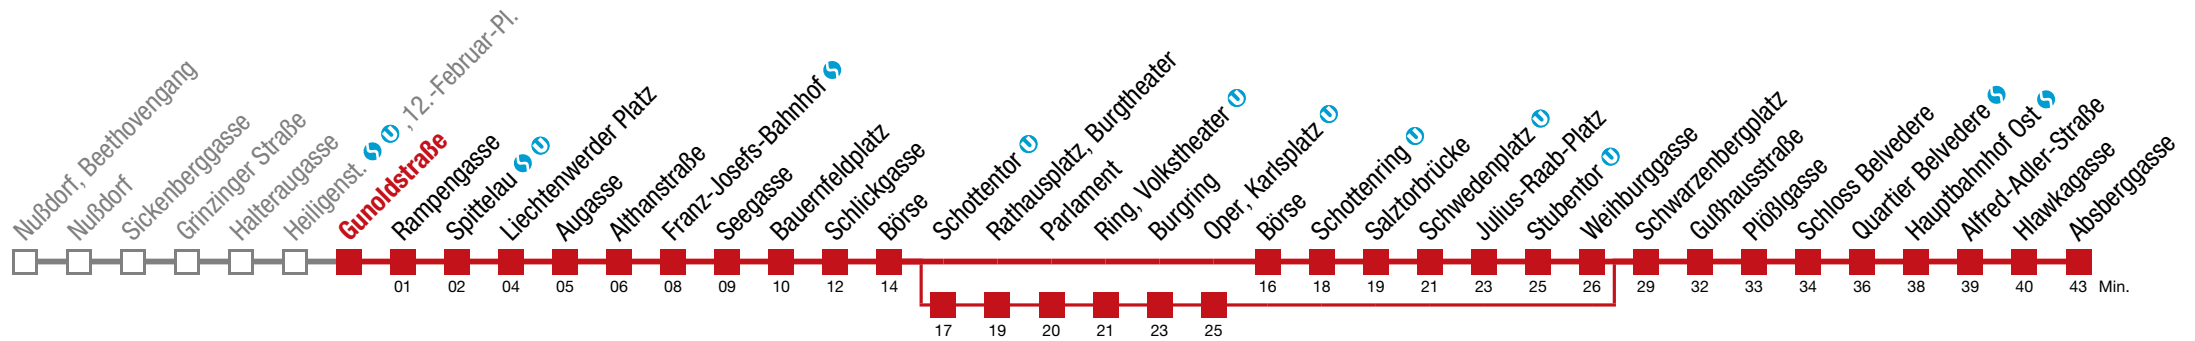 Nußdorf, Beethovengang
Nußdorf
Sickenberggasse
Grinzinger Straße
Halteraugasse
Heiligenst. S U , 12.-Februar-Pl.
Gunoldstraße
Rampengasse
Spittelau S U
Liechtenwerder Platz
Augasse
Althanstraße
Franz-Josefs-Bahnhof S
Seegasse
Bauernfeldplatz
Schlickgasse
Börse
Schottentor U
Rathausplatz, Burgtheater
Parlament
Ring, Volkstheater U
Burgring
Oper, Karlsplatz U
Börse
Schottenring U
Salztorbrücke
Schwedenplatz U
Julius-Raab-Platz
Stubentor U
Weihburggasse
Schwarzenbergplatz
Gußhausstraße
Plößlgasse
Schloss Belvedere
Quartier Belvedere S
Hauptbahnhof Ost S
Alfred-Adler-Straße
Hlawkagasse
Absberggasse
01 02 04 05 06 08 09 10 12 14 16 18 19 21 23 25 26 29 32 33 34 36 38 39 40 43 Min.
17 19 20 21 23 25